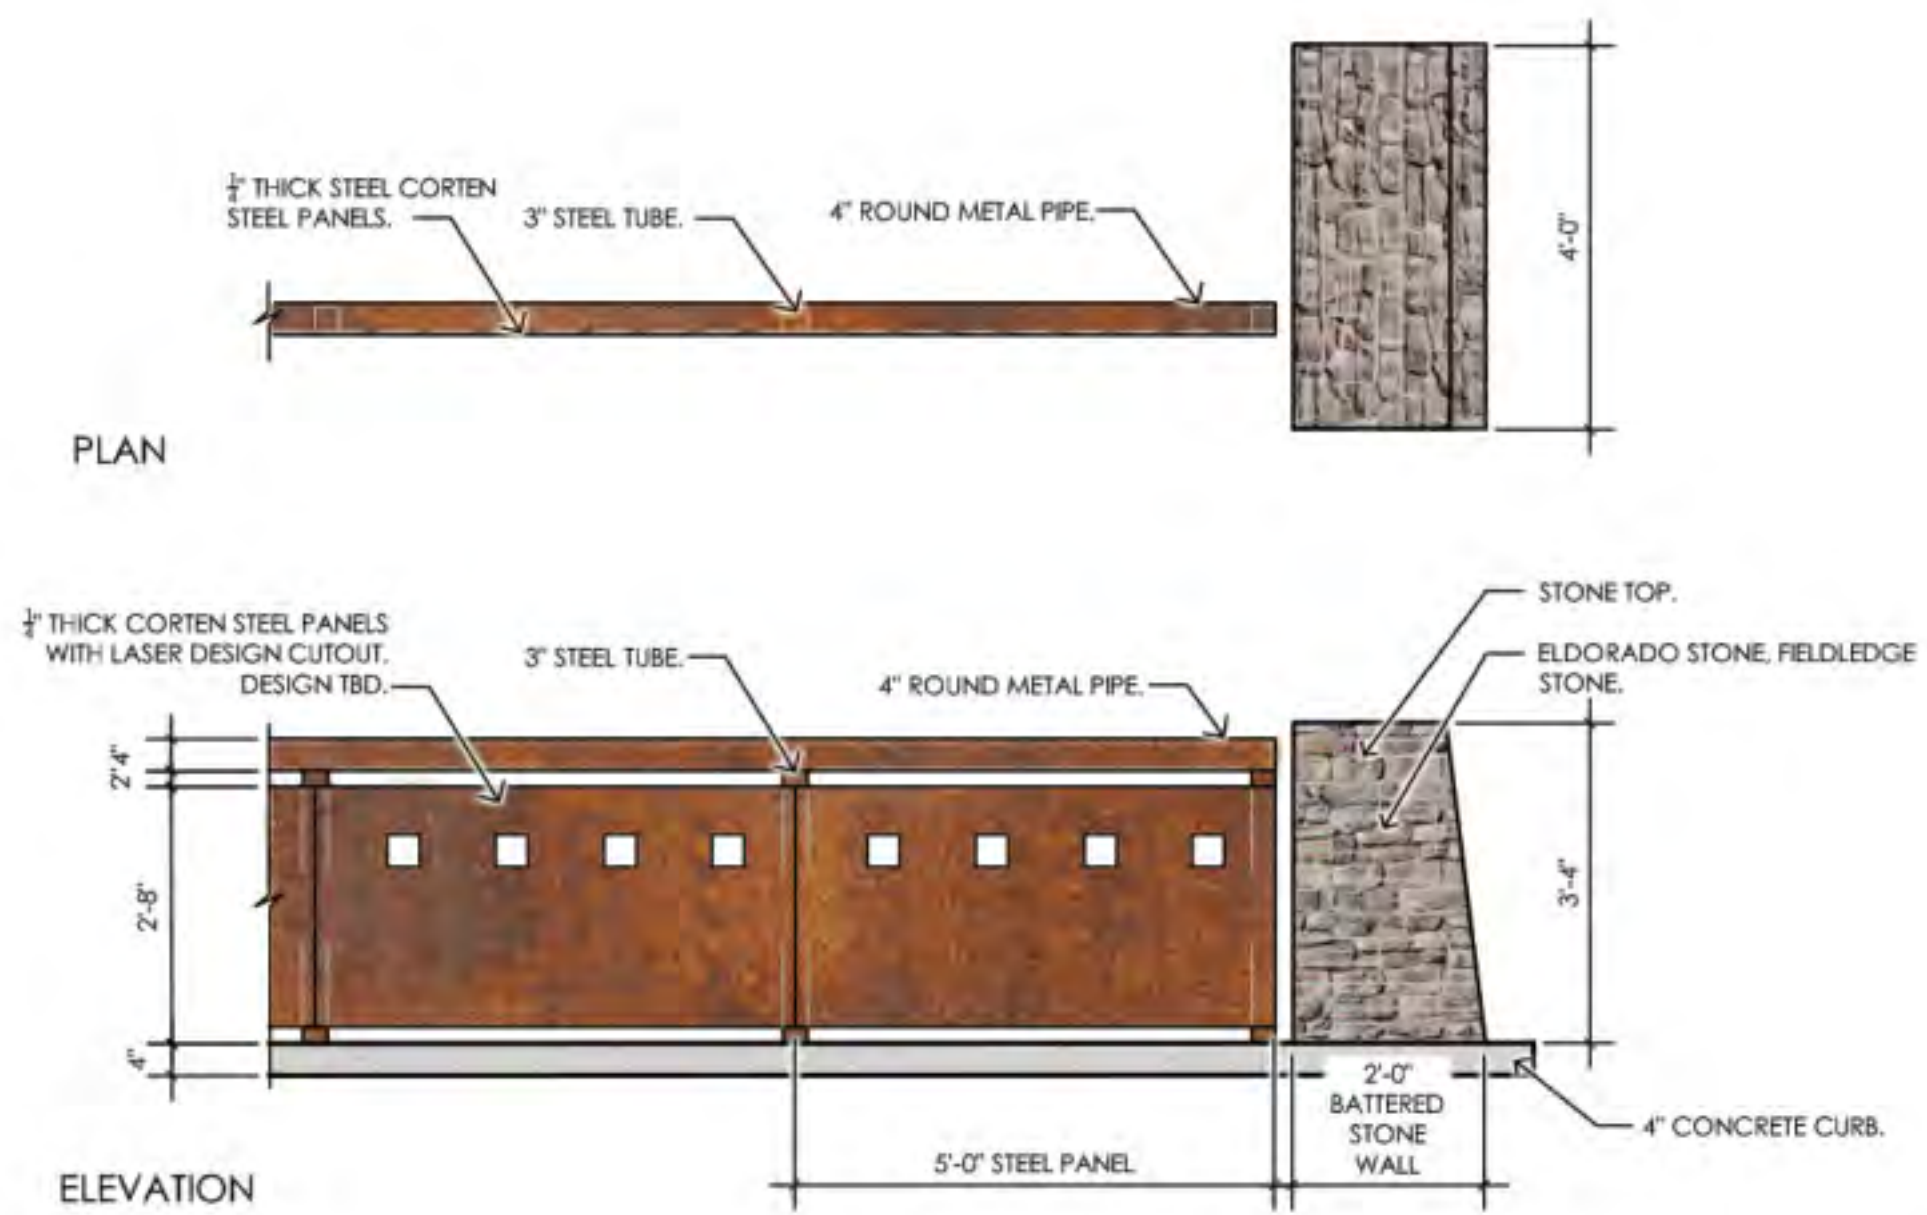 ½" THICK STEEL CORTEN
STEEL PANELS.
3" STEEL TUBE.
4" ROUND METAL PIPE.
4'-0"
PLAN
STONE TOP.
ELDORADO STONE, FIELDLEDGE
STONE.
THICK CORTEN STEEL PANELS
WITH LASER DESIGN CUTOUT.
DESIGN TBD.
3" STEEL TUBE.
4" ROUND METAL PIPE.
2"4"
2'-8"
4"
3'-4"
2'-0"
BATTERED
STONE
WALL
4" CONCRETE CURB.
5'-0" STEEL PANEL
ELEVATION